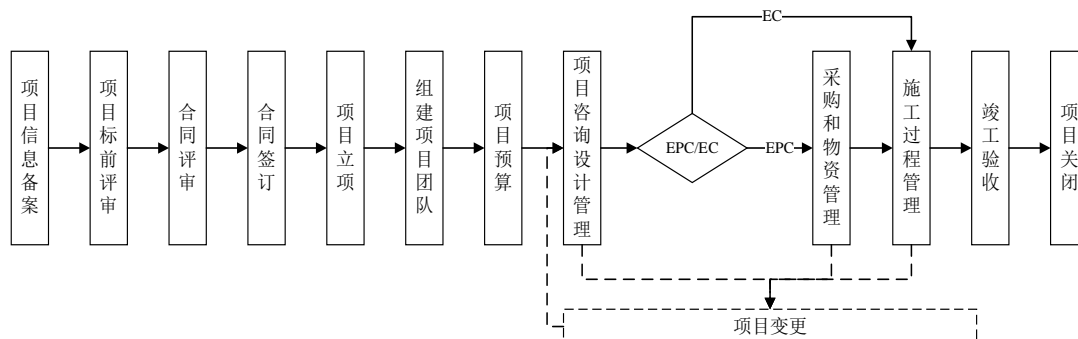 EC
项目信息备案
项目标前评审
合同评审
合同签订
项目立项
组建项目团队
项目预算
项目咨询设计管理
EPC/EC
EPC
采购和物资管理
施工过程管理
竣工验收
项目关闭
项目变更